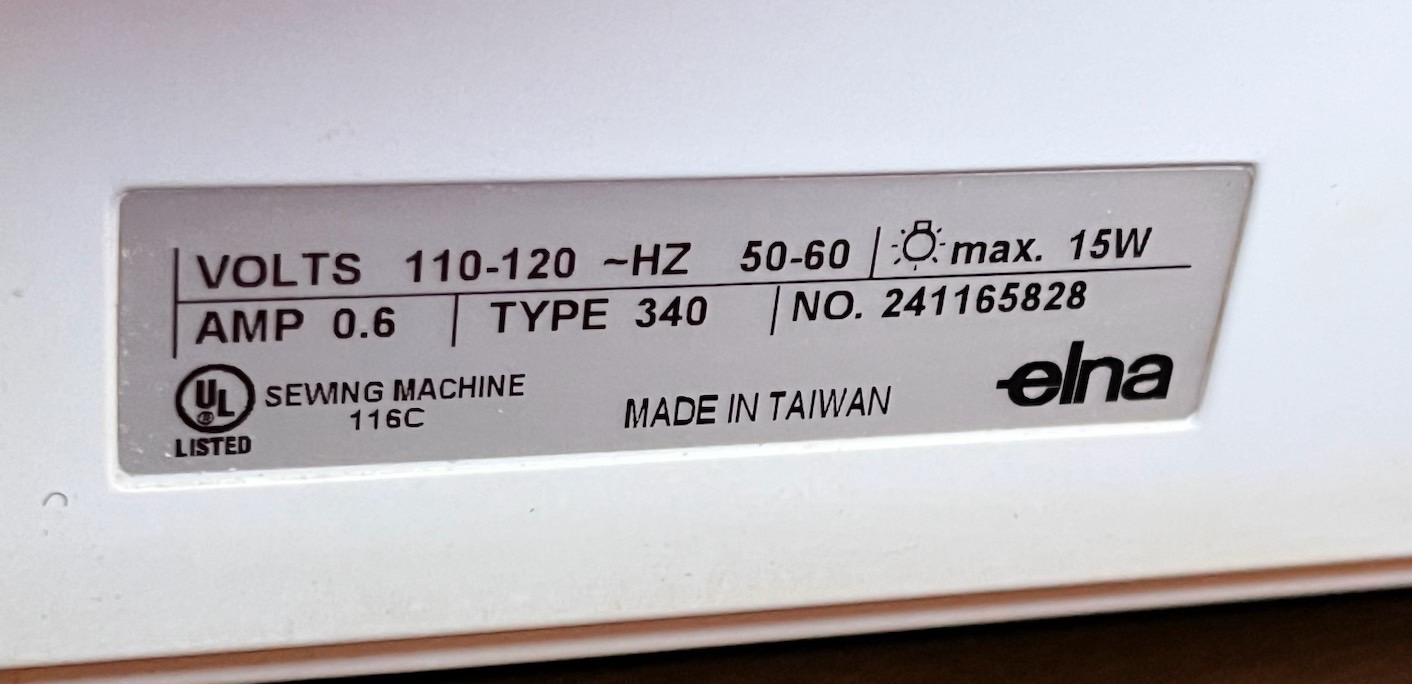 VOLTS 110-120 ~HZ 50-60 max. 15W
AMP 0.6 TYPE 340 NO. 241165828
UL ® SEWING MACHINE
116C
LISTED
MADE IN TAIWAN
elna